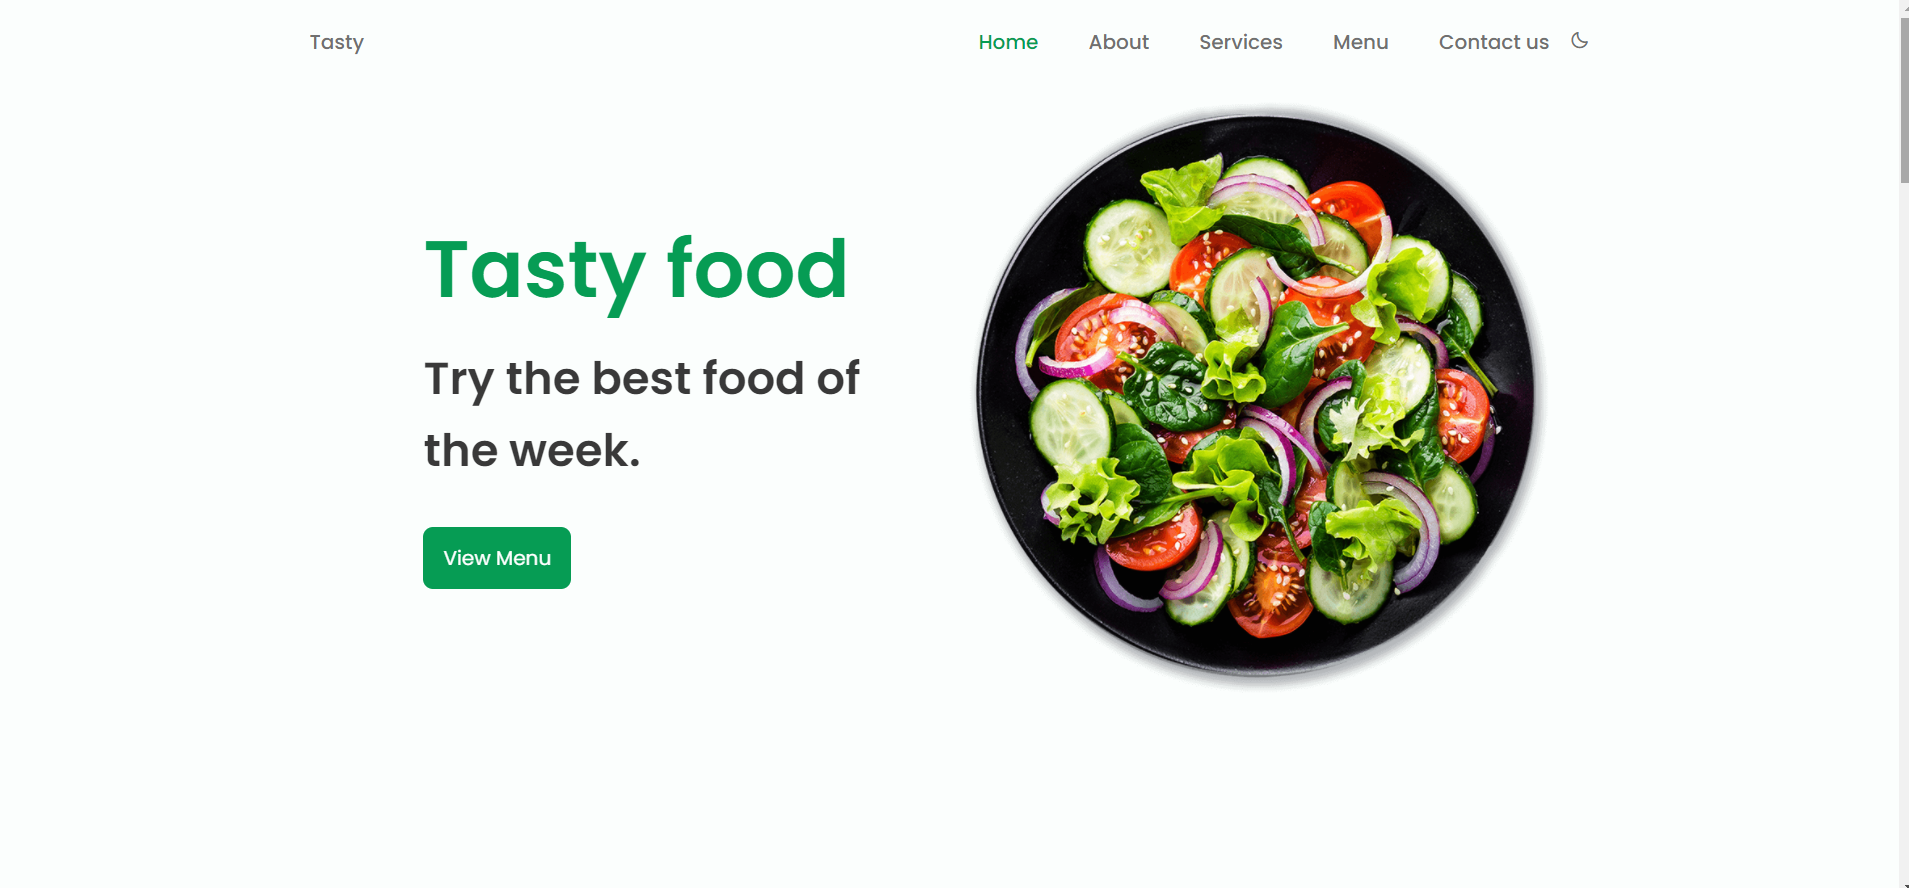 Tasty
Home About Services Menu Contact us
Tasty food
Try the best food of
the week.
View Menu